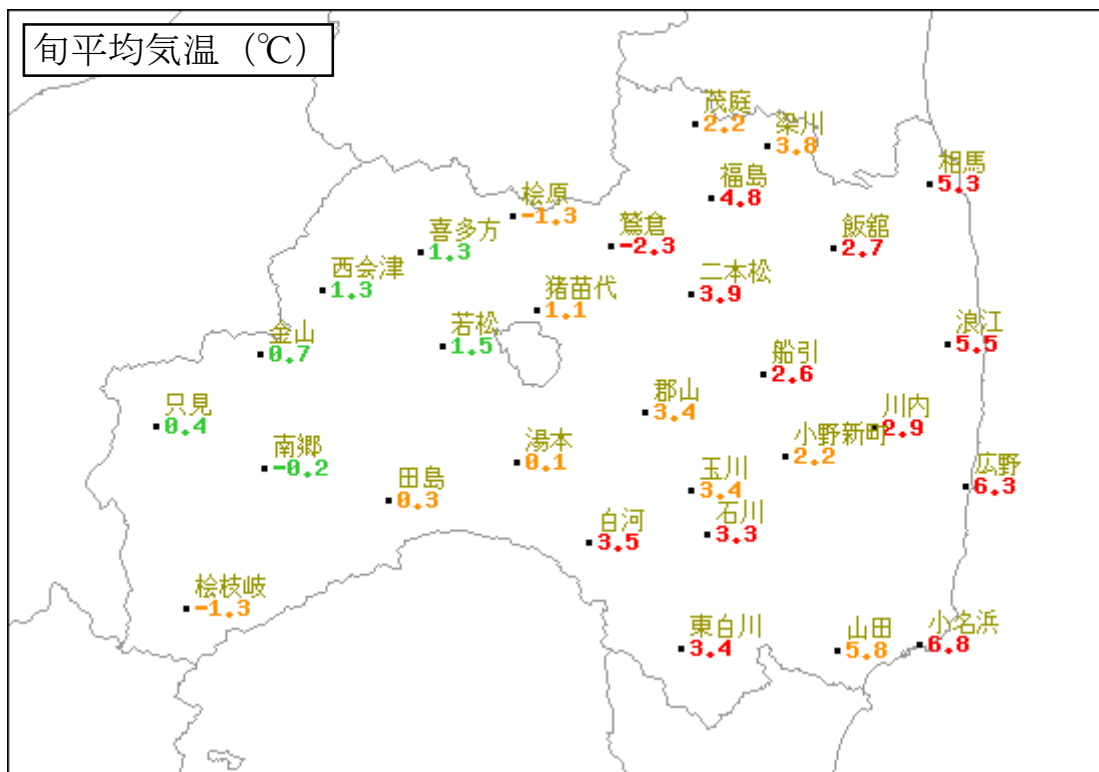 旬平均気温（℃）
茂庭
2.2
梁川
3.8
相馬
5.3
福島
4.8
桧原
-1.3
鷲倉
-2.3
飯舘
2.7
喜多方
1.3
西会津
1.3
二本松
3.9
猪苗代
1.1
若松
1.5
金山
0.7
浪江
5.5
船引
2.6
郡山
3.4
只見
0.4
川内
2.9
小野新町
2.2
南郷
-0.2
湯本
0.1
田島
0.3
玉川
3.4
広野
6.3
石川
3.3
白河
3.5
桧枝岐
-1.3
東白川
3.4
山田
5.8
小名浜
6.8